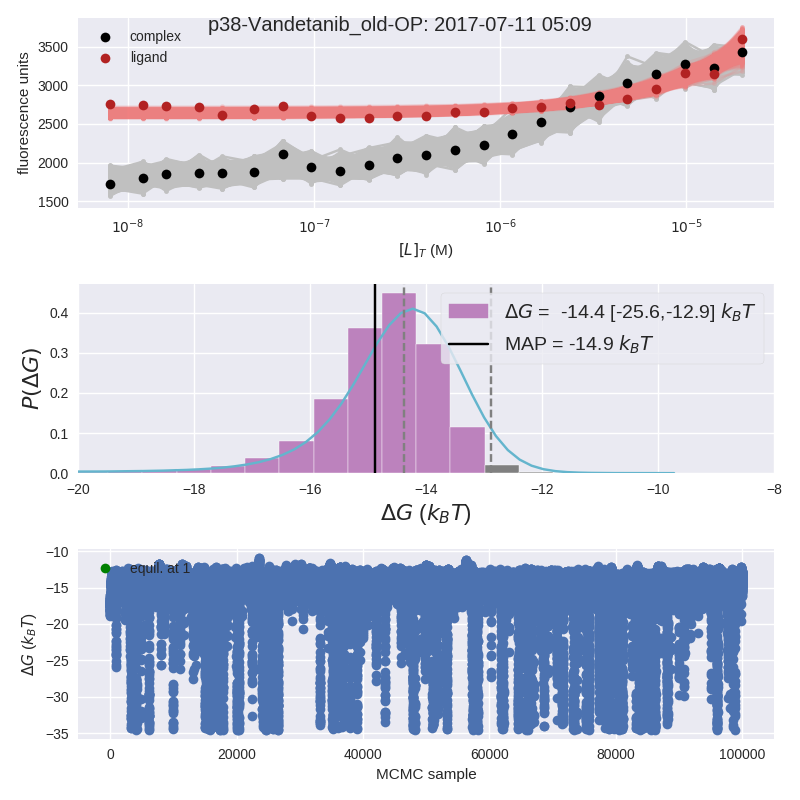 p38-Vandetanib_old-OP: 2017-07-11 05:09
complex
ligand
fluorescence units
3500
3000
2500
2000
1500
10⁻⁸
10⁻⁷
10⁻⁶
10⁻⁵
[L]_T (M)
ΔG = -14.4 [-25.6,-12.9] k_BT
MAP = -14.9 k_BT
P(ΔG)
0.4
0.3
0.2
0.1
0.0
−20
−18
−16
−14
−12
−10
−8
ΔG (k_BT)
equil. at 1
ΔG (k_BT)
−10
−15
−20
−25
−30
−35
0
20000
40000
60000
80000
100000
MCMC sample